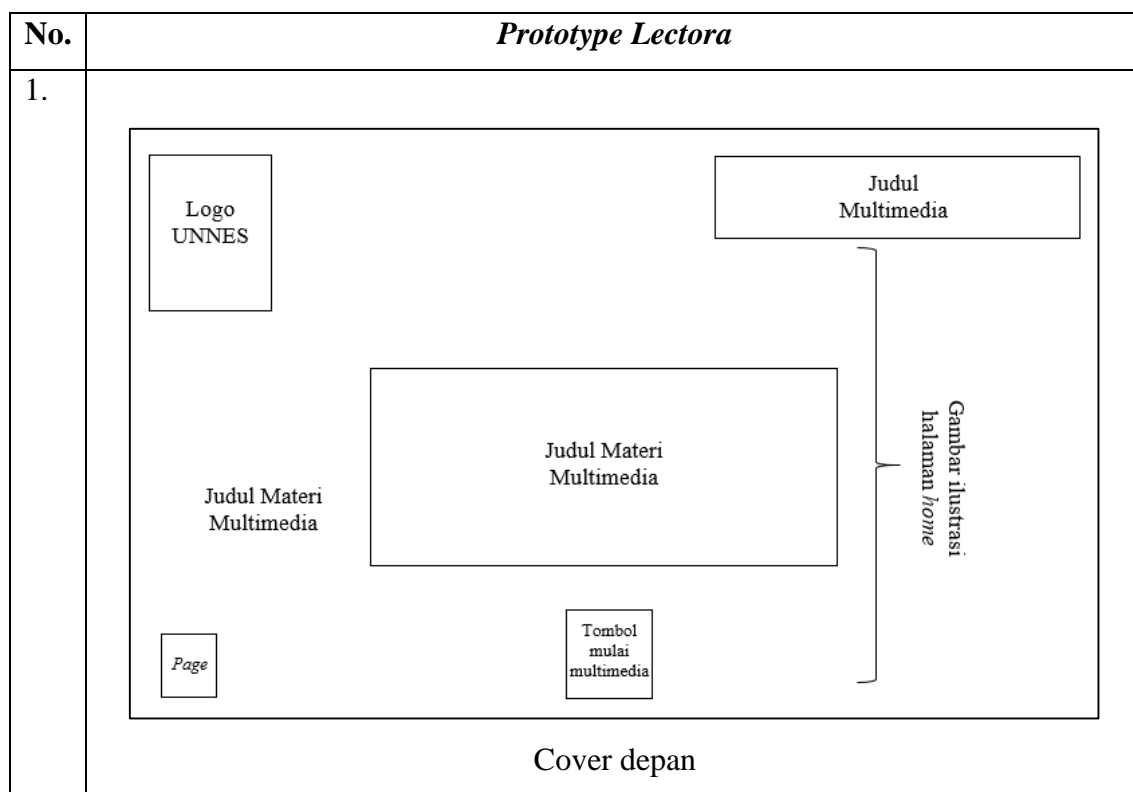 No.
Prototype Lectora
1.
Logo
UNNES
Judul
Multimedia
Judul Materi
Multimedia
Judul Materi
Multimedia
Gambar ilustrasi
halaman home
Page
Tombol
mulai
multimedia
Cover depan